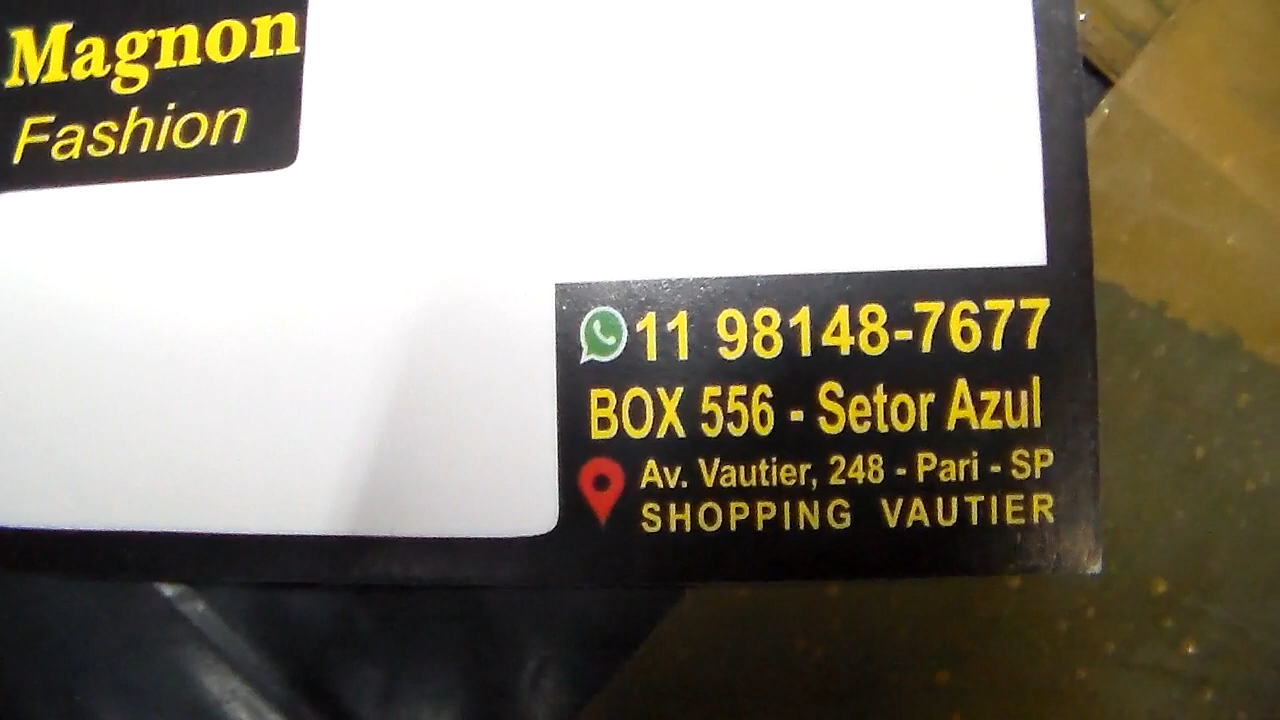 Magnon
Fashion
11 98148-7677
BOX 556 - Setor Azul
Av. Vautier, 248 - Pari - SP
SHOPPING VAUTIER